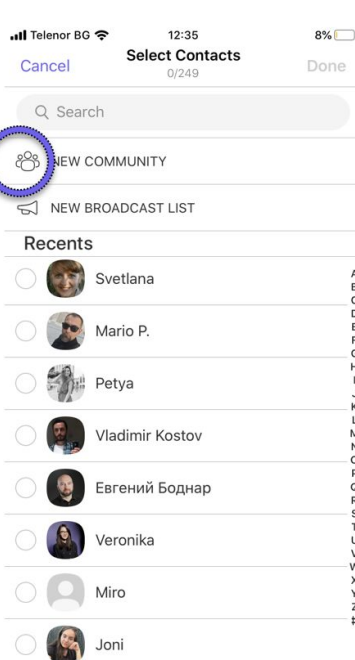 Telenor BG 12:35 8%
Cancel Select Contacts Done
0/249
Search
NEW COMMUNITY
NEW BROADCAST LIST
Recents
Svetlana
Mario P.
Petya
Vladimir Kostov
Евгений Боднар
Veronika
Miro
Joni